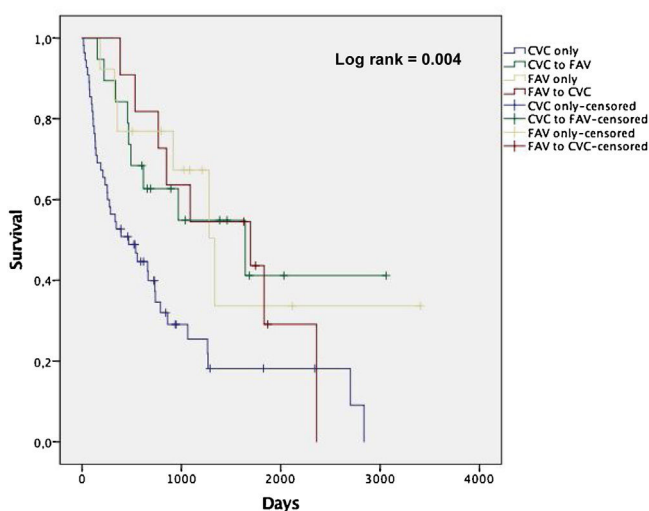 Log rank = 0.004
CVC only
CVC to FAV
FAV only
FAV to CVC
CVC only-censored
CVC to FAV-censored
FAV only-censored
FAV to CVC-censored
Survival
1,0
0,8
0,6
0,4
0,2
0,0
0 1000 2000 3000 4000
Days